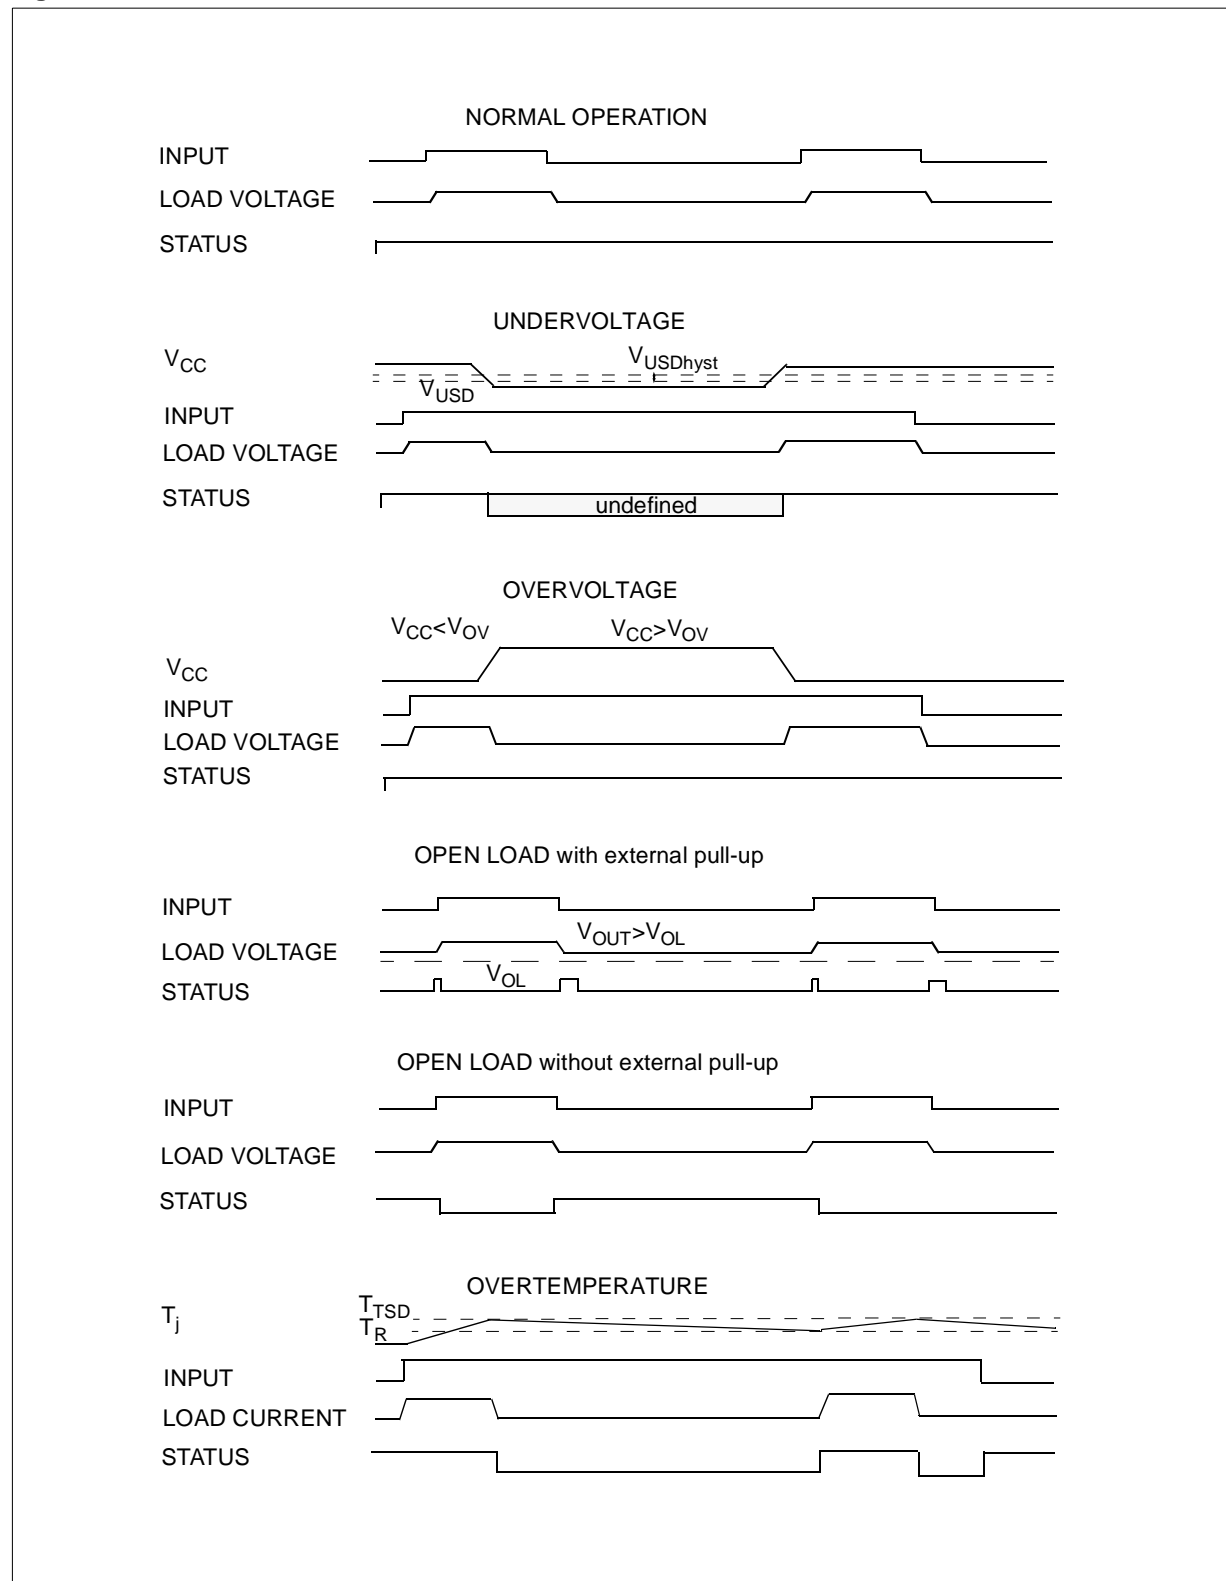 NORMAL OPERATION
INPUT
LOAD VOLTAGE
STATUS
UNDERVOLTAGE
VCC
VUSDhyst
VUSD
INPUT
LOAD VOLTAGE
STATUS
undefined
OVERVOLTAGE
VCC<VOV
VCC>VOV
VCC
INPUT
LOAD VOLTAGE
STATUS
OPEN LOAD with external pull-up
INPUT
VOUT>VOL
LOAD VOLTAGE
VOL
STATUS
OPEN LOAD without external pull-up
INPUT
LOAD VOLTAGE
STATUS
OVERTEMPERATURE
Tj
TTSD
TR
INPUT
LOAD CURRENT
STATUS